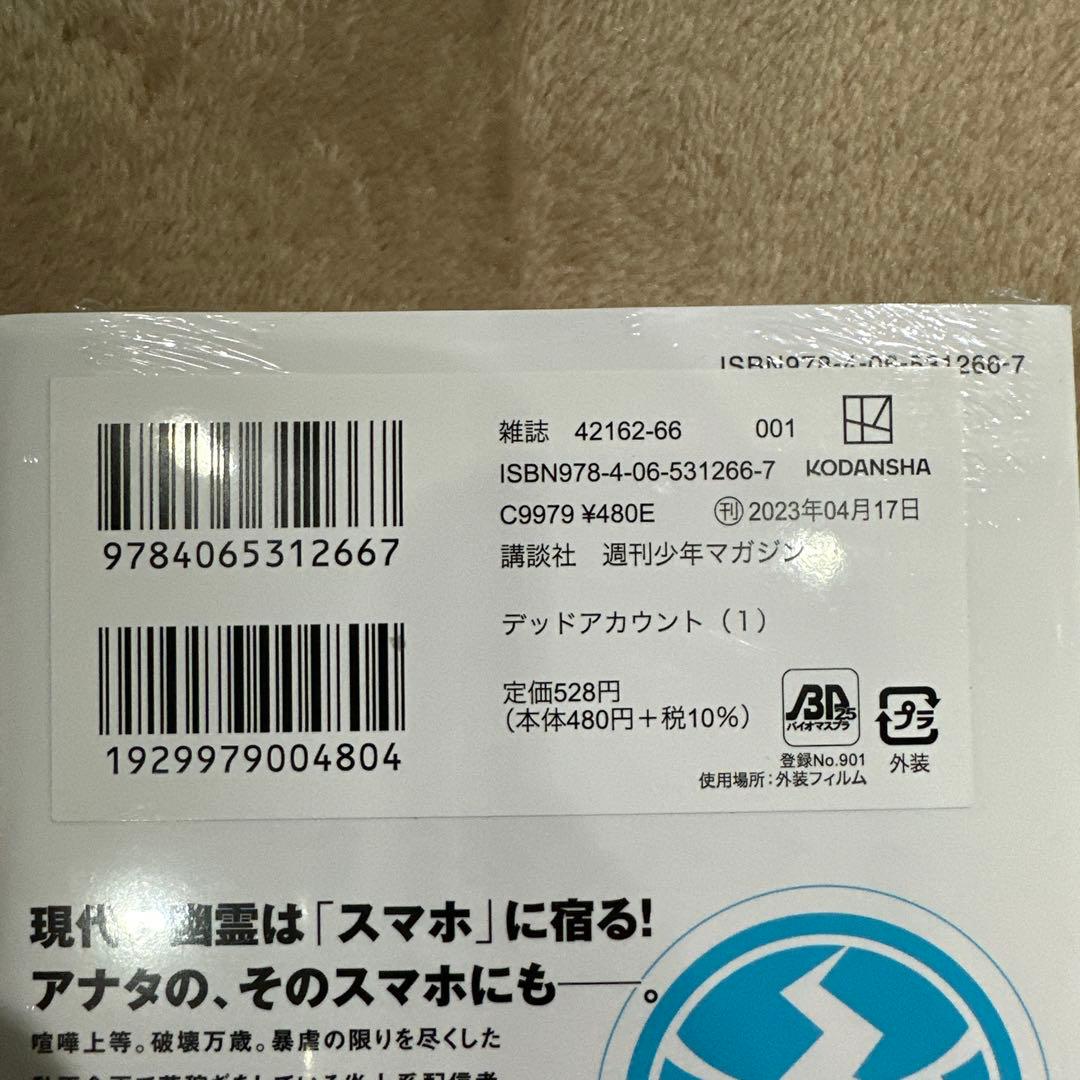 ISBN978-4-06-531266-7
雑誌 42162-66 001
ISBN978-4-06-531266-7 KODANSHA
C9979 ¥480E ㊞2023年04月17日
講談社 週刊少年マガジン
デッドアカウント(1)
定価528円
(本体480円+税10%)
9784065312667
1929979004804
BP25
バイオマスプラ
登録No.901
使用場所:外装フィルム
プラ
外装
現代 幽霊は「スマホ」に宿る!
アナタの、そのスマホにも──。
喧嘩上等。破壊万歳。暴虐の限りを尽くした